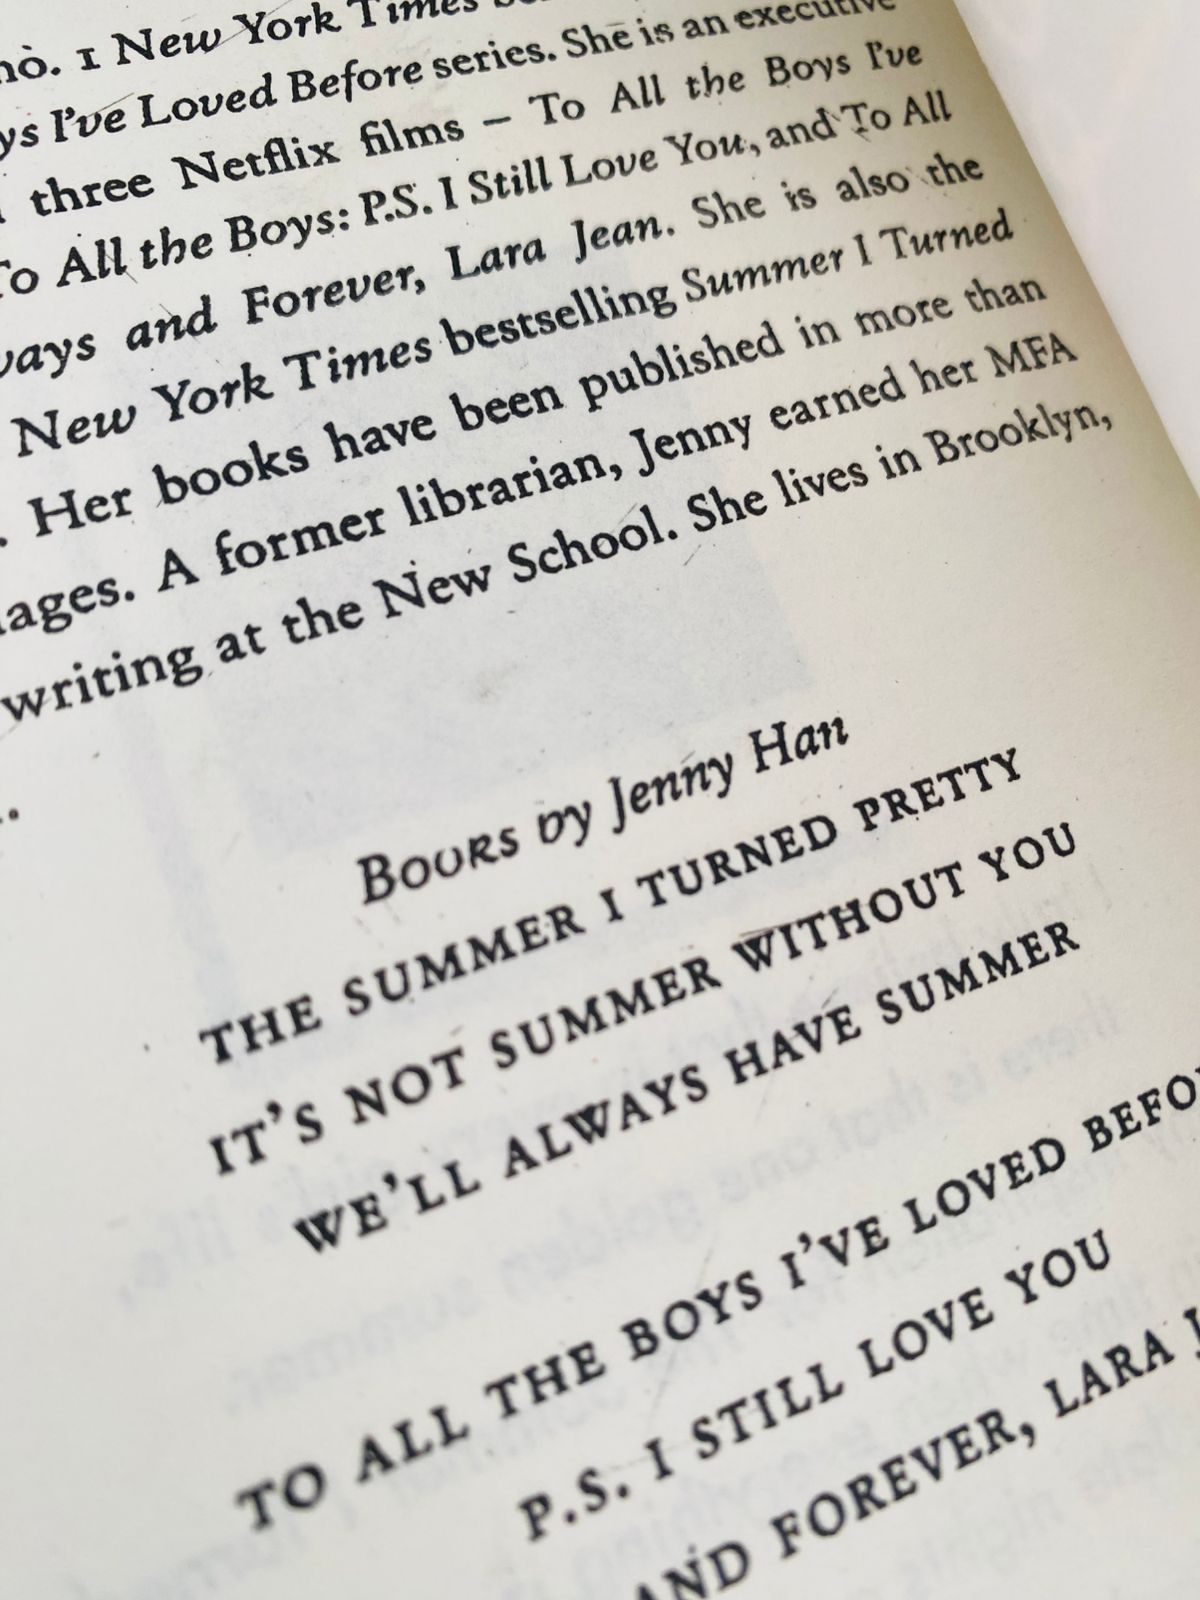 no. 1 New York Times
I've Loved Before series. She is an executive
three Netflix films – To All the Boys I've
To All the Boys: P.S. I Still Love You, and To All
and Forever, Lara Jean. She is also the
New York Times bestselling Summer I Turned
. Her books have been published in more than
ages. A former librarian, Jenny earned her MFA
writing at the New School. She lives in Brooklyn,
Books by Jenny Han
THE SUMMER I TURNED PRETTY
IT'S NOT SUMMER WITHOUT YOU
WE'LL ALWAYS HAVE SUMMER
TO ALL THE BOYS I'VE LOVED BEFO
P.S. I STILL LOVE YOU
AND FOREVER, LARA J